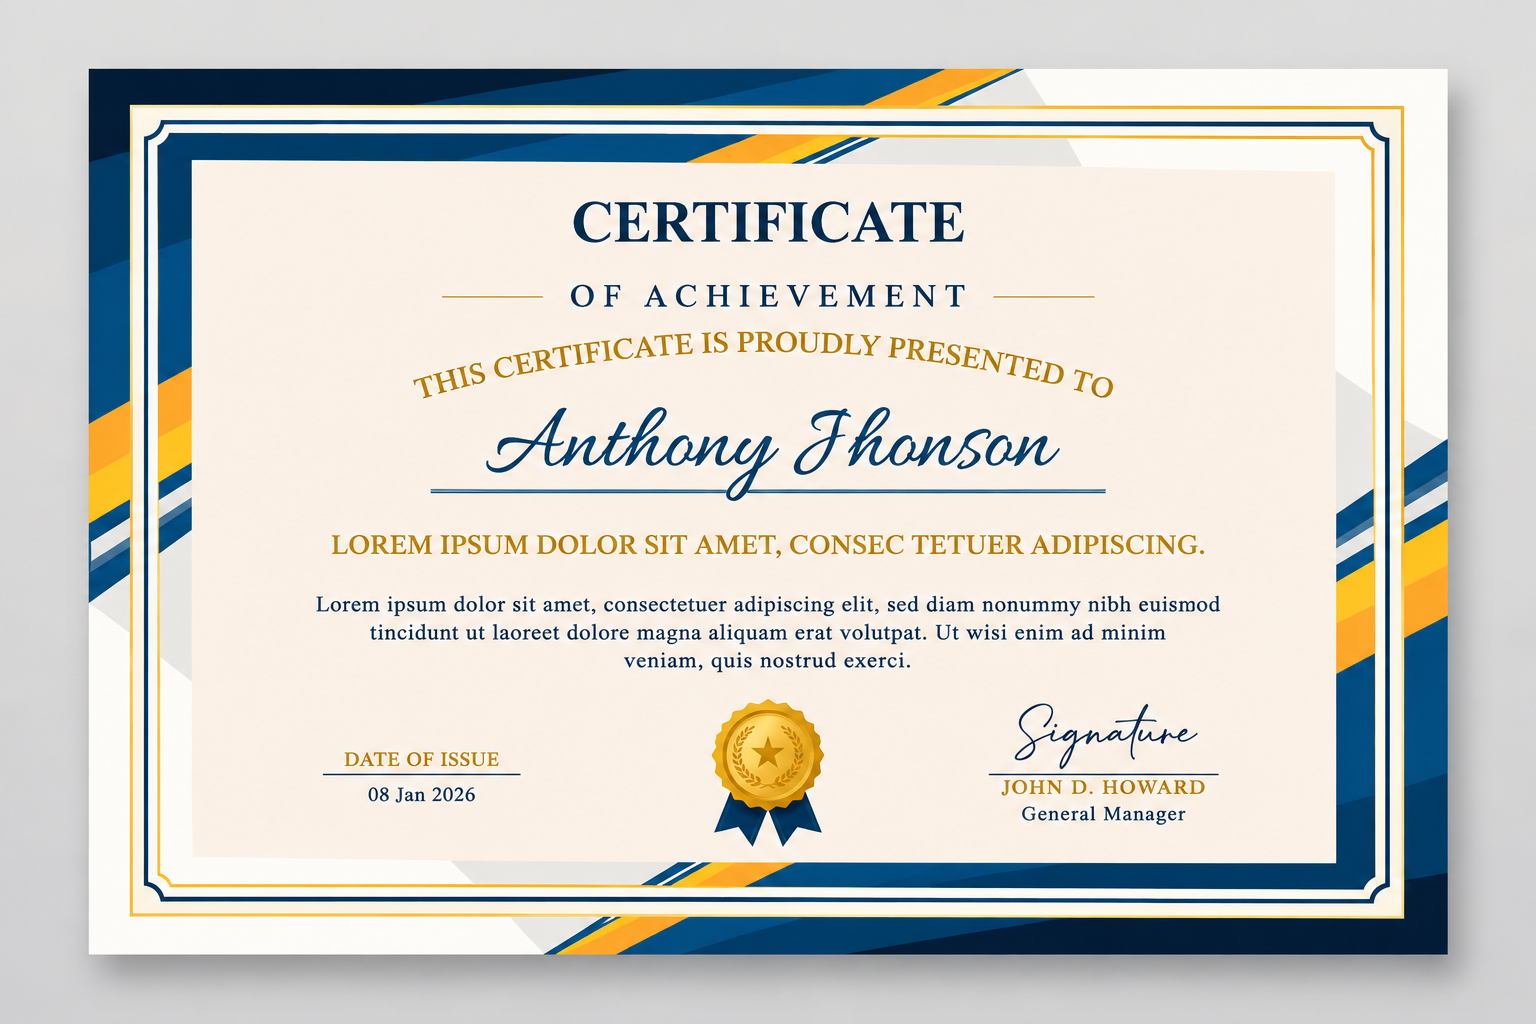 CERTIFICATE
OF ACHIEVEMENT
THIS CERTIFICATE IS PROUDLY PRESENTED TO
Anthony Jhonson
LOREM IPSUM DOLOR SIT AMET, CONSEC TETUER ADIPISCING.
Lorem ipsum dolor sit amet, consectetuer adipiscing elit, sed diam nonummy nibh euismod
tincidunt ut laoreet dolore magna aliquam erat volutpat. Ut wisi enim ad minim
veniam, quis nostrud exerci.
DATE OF ISSUE
08 Jan 2026
Signature
JOHN D. HOWARD
General Manager